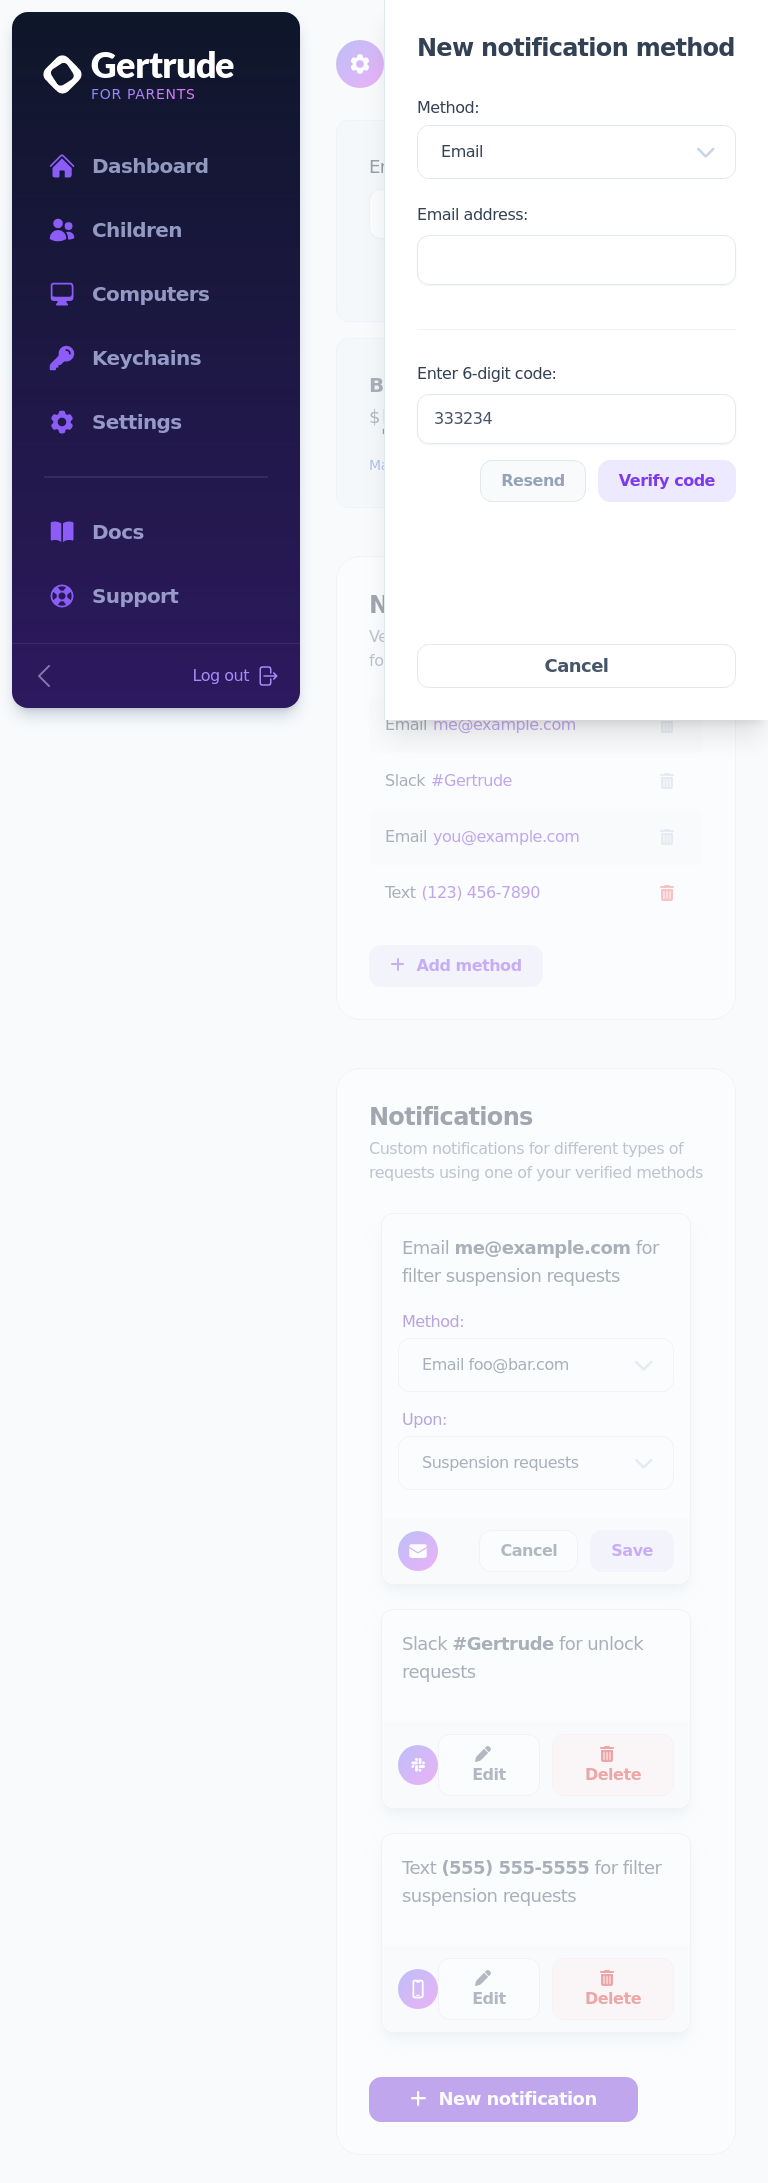 Gertrude
FOR PARENTS
Dashboard
Children
Computers
Keychains
Settings
Docs
Support
Log out
New notification method
Method:
Email
Email address:
Enter 6-digit code:
333234
Resend
Verify code
Cancel
$
Email me@example.com
Slack #Gertrude
Email you@example.com
Text (123) 456-7890
+ Add method
Notifications
Custom notifications for different types of
requests using one of your verified methods
Email me@example.com for
filter suspension requests
Method:
Email foo@bar.com
Upon:
Suspension requests
Cancel
Save
Slack #Gertrude for unlock
requests
Edit
Delete
Text (555) 555-5555 for filter
suspension requests
Edit
Delete
+ New notification